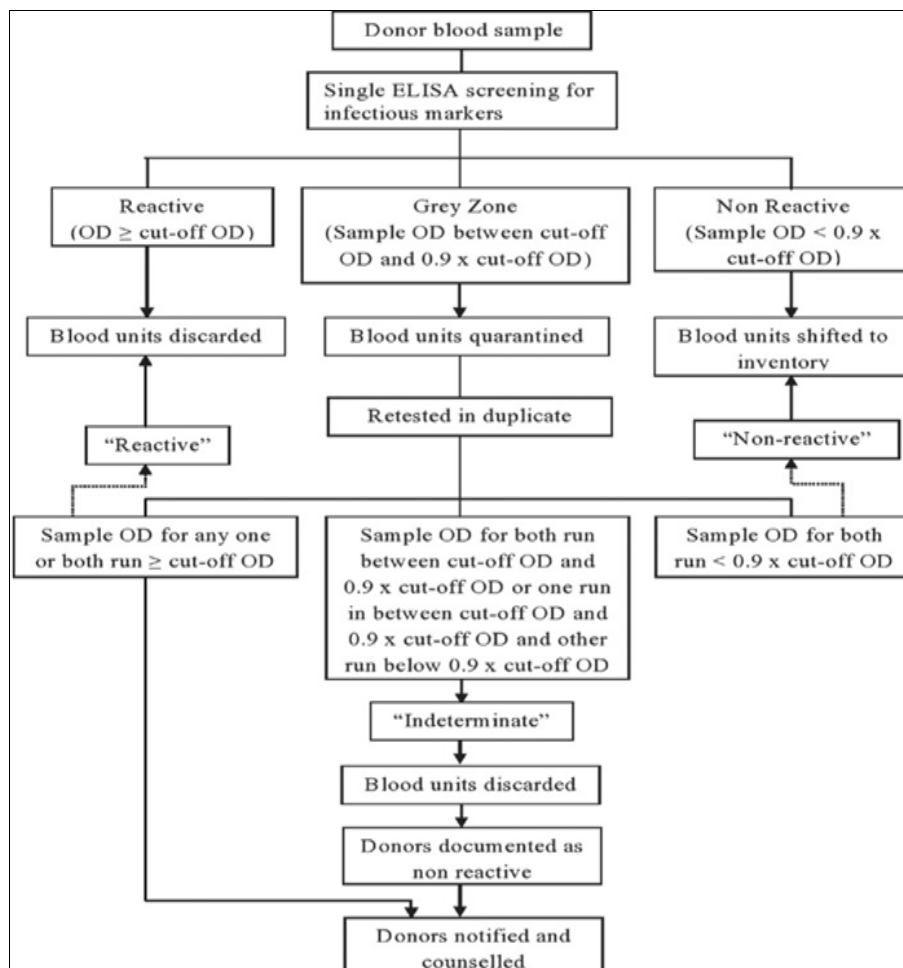 Donor blood sample
Single ELISA screening for
infectious markers
Reactive
(OD ≥ cut-off OD)
Grey Zone
(Sample OD between cut-off
OD and 0.9 x cut-off OD)
Non Reactive
(Sample OD < 0.9 x
cut-off OD)
Blood units discarded
Blood units quarantined
Blood units shifted to
inventory
Retested in duplicate
“Reactive”
“Non-reactive”
Sample OD for any one
or both run ≥ cut-off OD
Sample OD for both run
between cut-off OD and
0.9 x cut-off OD or one run
in between cut-off OD and
0.9 x cut-off OD and other
run below 0.9 x cut-off OD
Sample OD for both
run < 0.9 x cut-off OD
“Indeterminate”
Blood units discarded
Donors documented as
non reactive
Donors notified and
counselled